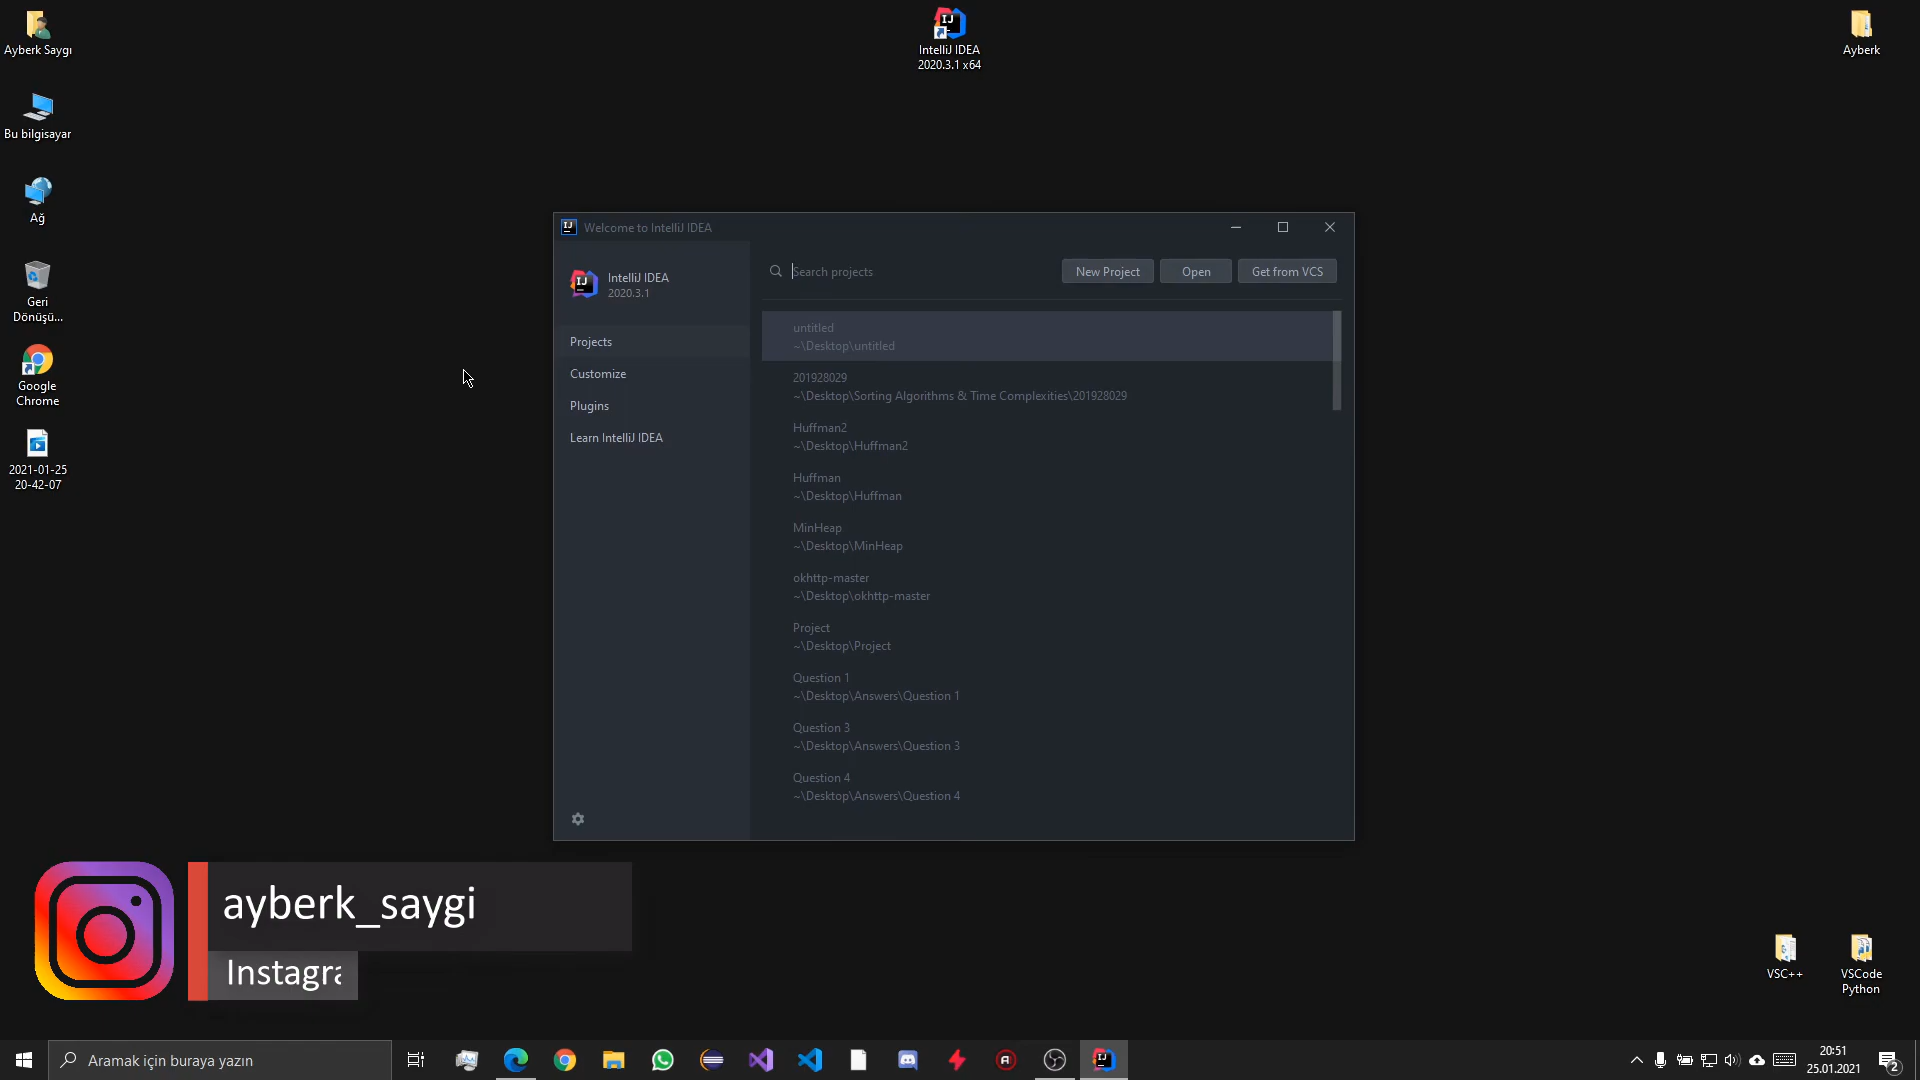 Ayberk Saygı
Bu bilgisayar
Ağ
Geri
Dönüşü...
Google
Chrome
2021-01-25
20-42-07
IntelliJ IDEA
2020.3.1 x64
Ayberk
Welcome to IntelliJ IDEA
IntelliJ IDEA
2020.3.1
Projects
Customize
Plugins
Learn IntelliJ IDEA
Search projects
New Project
Open
Get from VCS
untitled
~\Desktop\untitled
201928029
~\Desktop\Sorting Algorithms & Time Complexities\201928029
Huffman2
~\Desktop\Huffman2
Huffman
~\Desktop\Huffman
MinHeap
~\Desktop\MinHeap
okhttp-master
~\Desktop\okhttp-master
Project
~\Desktop\Project
Question 1
~\Desktop\Answers\Question 1
Question 3
~\Desktop\Answers\Question 3
Question 4
~\Desktop\Answers\Question 4
ayberk_saygi
Instagra
VSC++
VSCode
Python
Aramak için buraya yazın
20:51
25.01.2021
2